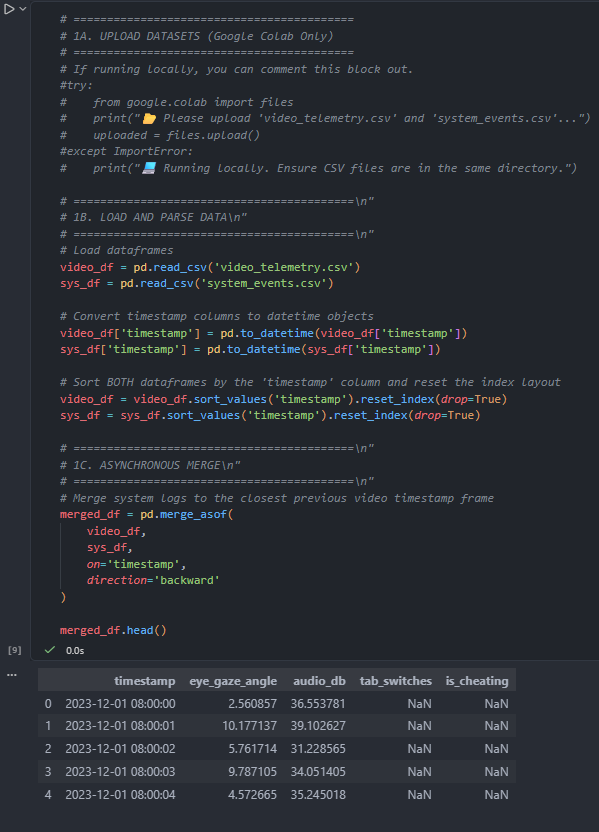 # ==========================================
# 1A. UPLOAD DATASETS (Google Colab Only)
# ==========================================
# If running locally, you can comment this block out.
#try:
#    from google.colab import files
#    print("📂 Please upload 'video_telemetry.csv' and 'system_events.csv'...")
#    uploaded = files.upload()
#except ImportError:
#    print("💻 Running locally. Ensure CSV files are in the same directory.")
# ==========================================\n"
# 1B. LOAD AND PARSE DATA\n"
# ==========================================\n"
# Load dataframes
video_df = pd.read_csv('video_telemetry.csv')
sys_df = pd.read_csv('system_events.csv')
# Convert timestamp columns to datetime objects
video_df['timestamp'] = pd.to_datetime(video_df['timestamp'])
sys_df['timestamp'] = pd.to_datetime(sys_df['timestamp'])
# Sort BOTH dataframes by the 'timestamp' column and reset the index layout
video_df = video_df.sort_values('timestamp').reset_index(drop=True)
sys_df = sys_df.sort_values('timestamp').reset_index(drop=True)
# ==========================================\n"
# 1C. ASYNCHRONOUS MERGE\n"
# ==========================================\n"
# Merge system logs to the closest previous video timestamp frame
merged_df = pd.merge_asof(
    video_df,
    sys_df,
    on='timestamp',
    direction='backward'
)
merged_df.head()
[9] 0.0s
...
timestamp eye_gaze_angle audio_db tab_switches is_cheating
0 2023-12-01 08:00:00 2.560857 36.553781 NaN NaN
1 2023-12-01 08:00:01 10.177137 39.102627 NaN NaN
2 2023-12-01 08:00:02 5.761714 31.228565 NaN NaN
3 2023-12-01 08:00:03 9.787105 34.051405 NaN NaN
4 2023-12-01 08:00:04 4.572665 35.245018 NaN NaN